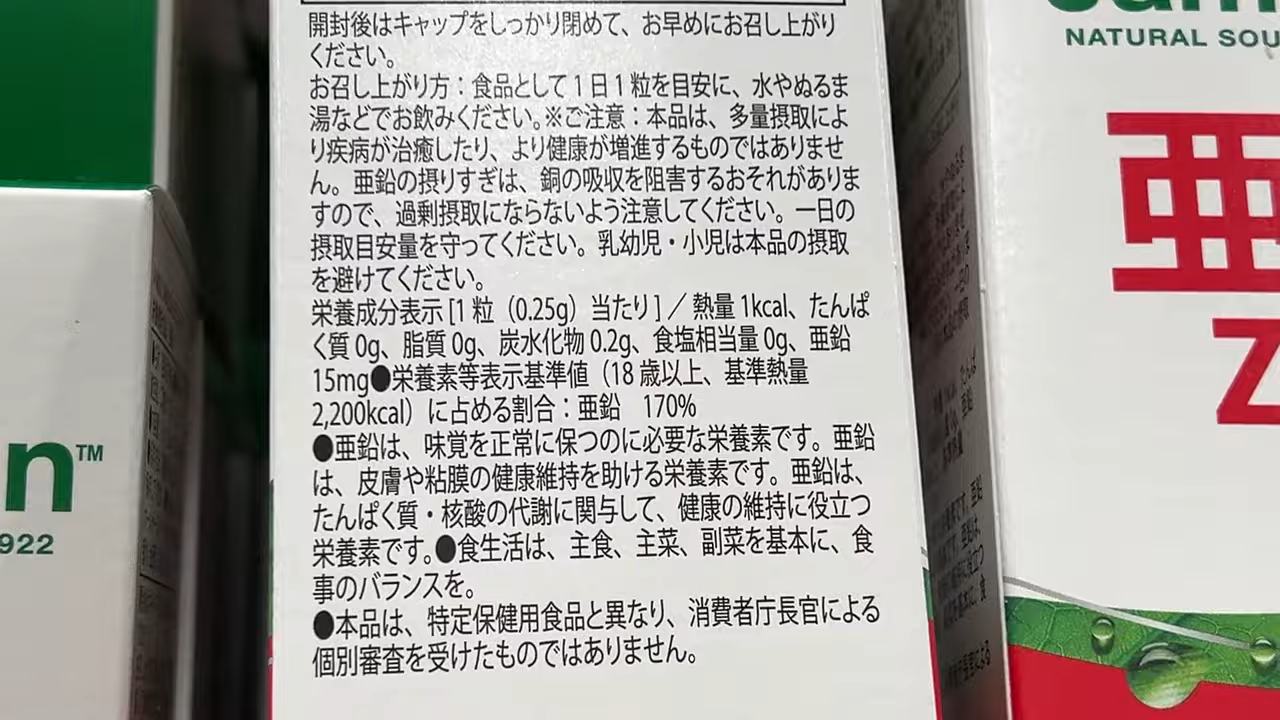 開封後はキャップをしっかり閉めて、お早めにお召し上がり
ください。
お召し上がり方：食品として1日1粒を目安に、水やぬるま
湯などでお飲みください。※ご注意：本品は、多量摂取によ
り疾病が治癒したり、より健康が増進するものではありませ
ん。亜鉛の摂りすぎは、銅の吸収を阻害するおそれがありま
すので、過剰摂取にならないよう注意してください。一日の
摂取目安量を守ってください。乳幼児・小児は本品の摂取
を避けてください。
栄養成分表示 [1 粒（0.25g）当たり] ／ 熱量 1kcal、たんぱ
く質 0g、脂質 0g、炭水化物 0.2g、食塩相当量 0g、亜鉛
15mg●栄養素等表示基準値（18 歳以上、基準熱量
2,200kcal）に占める割合：亜鉛　170%
●亜鉛は、味覚を正常に保つのに必要な栄養素です。亜鉛
は、皮膚や粘膜の健康維持を助ける栄養素です。亜鉛は、
たんぱく質・核酸の代謝に関与して、健康の維持に役立つ
栄養素です。●食生活は、主食、主菜、副菜を基本に、食
事のバランスを。
●本品は、特定保健用食品と異なり、消費者庁長官による
個別審査を受けたものではありません。
n™
922
NATURAL SOU
亜
Z